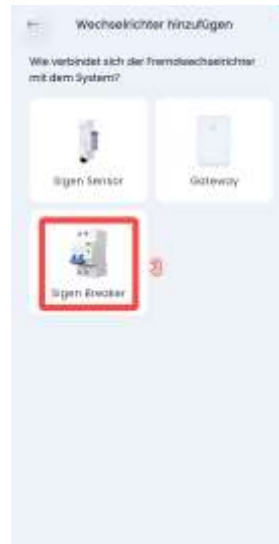 ←
Wechselrichter hinzufügen
Wie verbindet sich der Fremdwechselrichter
mit dem System?
Sigen Sensor
Gateway
Sigen Breaker